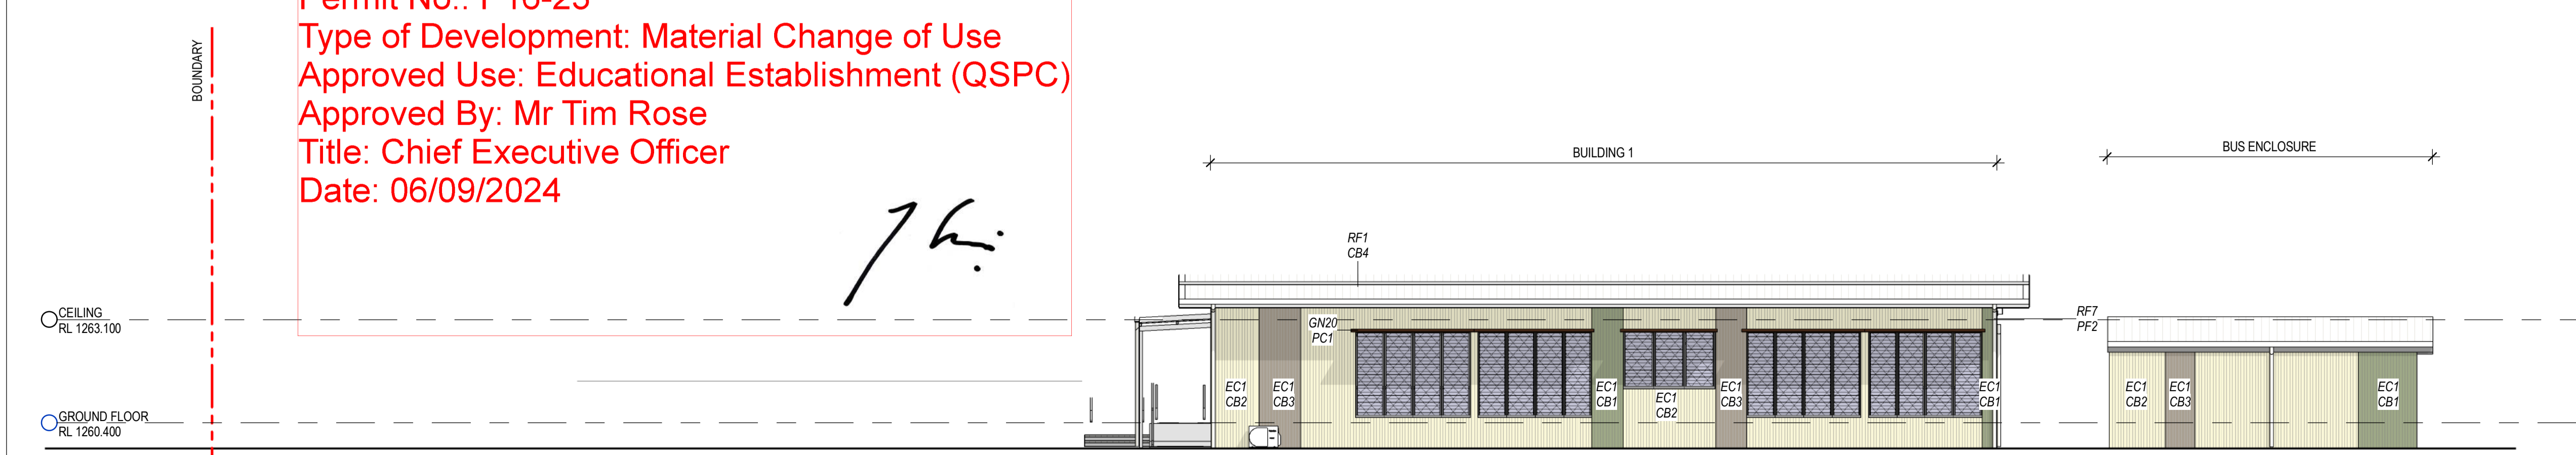 Type of Development: Material Change of Use
Approved Use: Educational Establishment (QSPC)
Approved By: Mr Tim Rose
Title: Chief Executive Officer
Date: 06/09/2024
BOUNDARY
BUILDING 1
BUS ENCLOSURE
RF1
CB4
CEILING
RL 1263.100
GN20
PC1
RF7
PF2
EC1
CB2
EC1
CB3
EC1
CB1
EC1
CB2
EC1
CB3
EC1
CB1
EC1
CB2
EC1
CB3
EC1
CB1
GROUND FLOOR
RL 1260.400